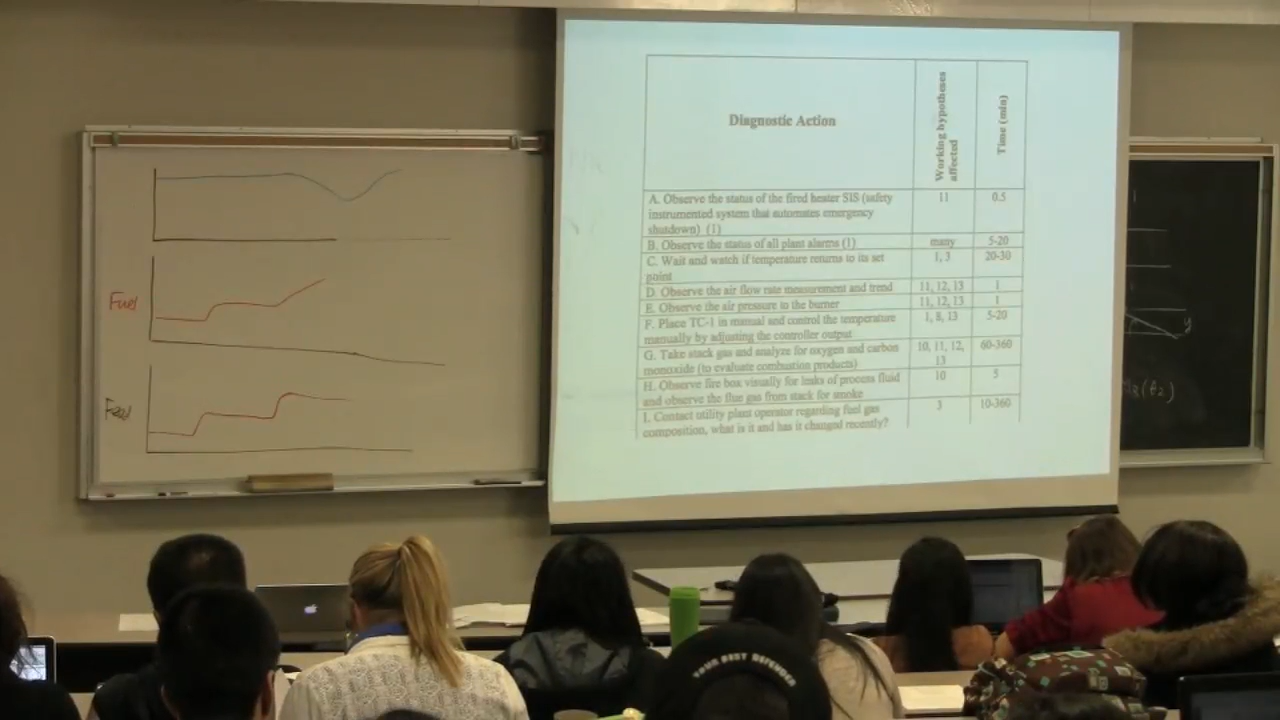 Fuel
Feed
Diagnostic Action
Working hypotheses
affected
Time (min)
A. Observe the status of the fired heater SIS (safety
instrumented system that automates emergency
shutdown) (1)
11
0.5
B. Observe the status of all plant alarms (1)
many
5-20
C. Wait and watch if temperature returns to its set
point
1, 3
20-30
D. Observe the air flow rate measurement and trend
11, 12, 13
1
E. Observe the air pressure to the burner
11, 12, 13
1
F. Place TC-1 in manual and control the temperature
manually by adjusting the controller output
1, 8, 13
5-20
G. Take stack gas and analyze for oxygen and carbon
monoxide (to evaluate combustion products)
10, 11, 12,
13
60-360
H. Observe fire box visually for leaks of process fluid
and observe the flue gas from stack for smoke
10
5
I. Contact utility plant operator regarding fuel gas
composition, what is it and has it changed recently?
3
10-360
y
YOUR BEST